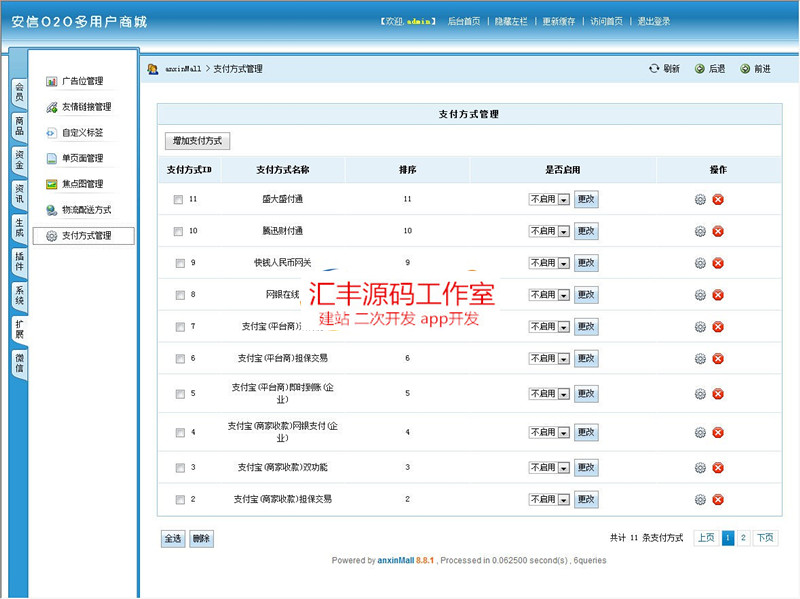 安信O2O多用户商城
【欢迎, admin】 后台首页 | 隐藏左栏 | 更新缓存 | 访问首页 | 退出登录
会员
商品
资金
资讯
生成
插件
系统
扩展
微信
广告位管理
友情链接管理
自定义标签
单页面管理
焦点图管理
物流配送方式
支付方式管理
anxinMall > 支付方式管理
刷新 后退 前进
支付方式管理
增加支付方式
支付方式ID 支付方式名称 排序 是否启用 操作
11 盛大盛付通 11 不启用 更改
10 腾迅财付通 10 不启用 更改
9 快钱人民币网关 9 不启用 更改
8 网银在线 不启用 更改
7 支付宝(平台商) 不启用 更改
6 支付宝(平台商)担保交易 6 不启用 更改
5 支付宝(平台商)即时到账(企业) 5 不启用 更改
4 支付宝(商家收款)网银支付(企业) 4 不启用 更改
3 支付宝(商家收款)双功能 3 不启用 更改
2 支付宝(商家收款)担保交易 2 不启用 更改
汇丰源码工作室
建站 二次开发 app开发
全选 删除
共计 11 条支付方式 上页 1 2 下页
Powered by anxinMall 8.8.1 , Processed in 0.062500 second(s) , 6queries